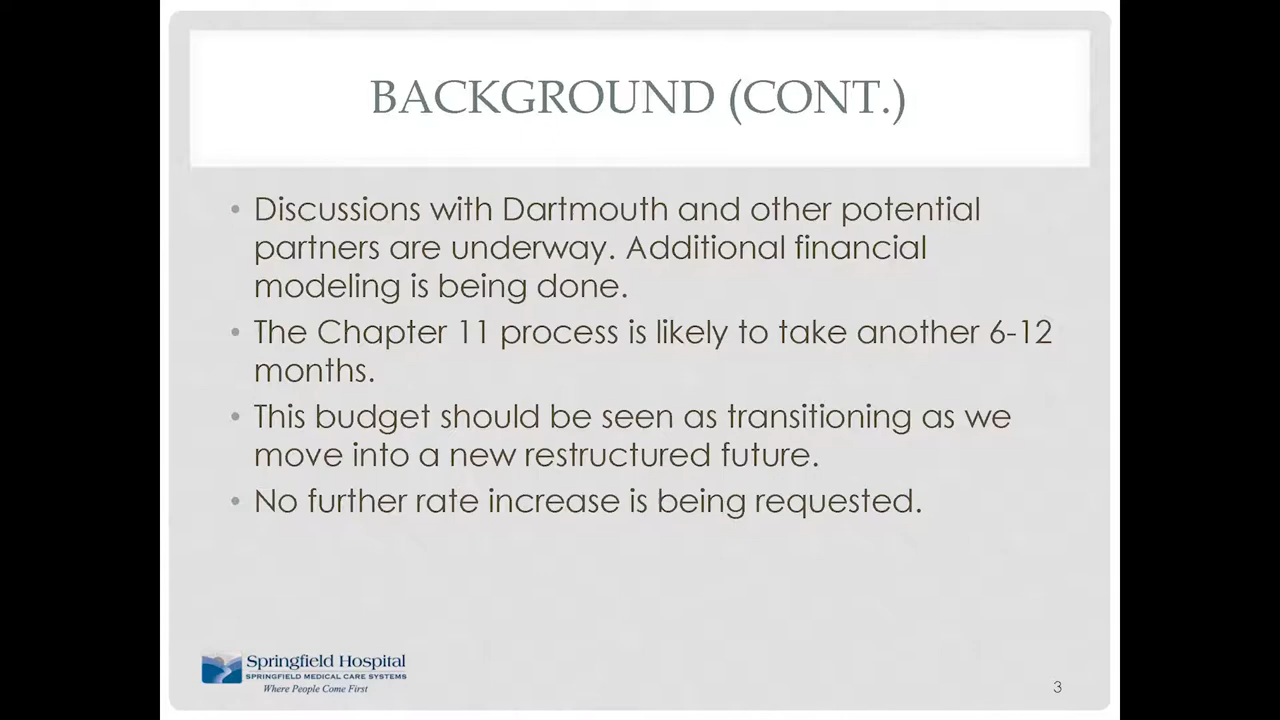 BACKGROUND (CONT.)
• Discussions with Dartmouth and other potential
partners are underway. Additional financial
modeling is being done.
• The Chapter 11 process is likely to take another 6-12
months.
• This budget should be seen as transitioning as we
move into a new restructured future.
• No further rate increase is being requested.
Springfield Hospital
SPRINGFIELD MEDICAL CARE SYSTEMS
Where People Come First
3